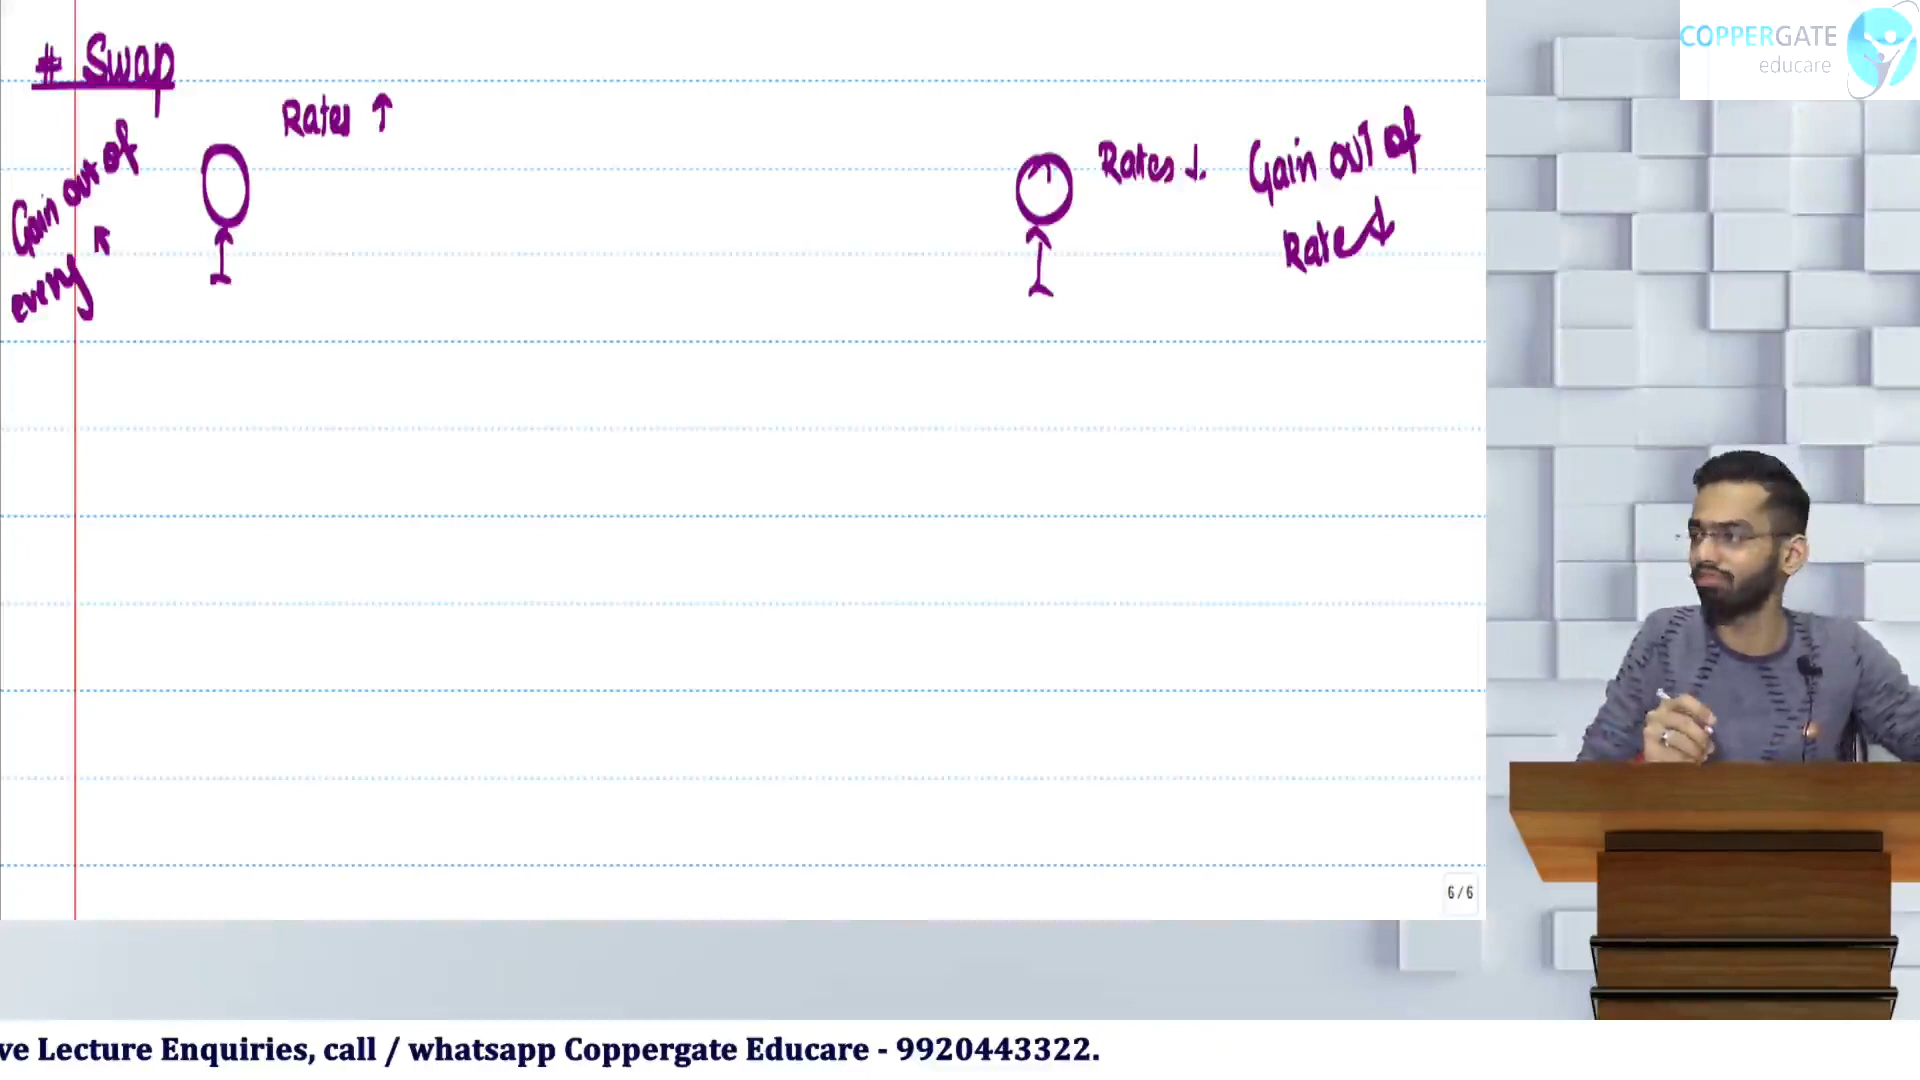 # Swap
Rates ↑
Gain out of
every ↑
Rates ↓. Gain out of
Rates ↓
COPPERGATE
educare
6/6
ve Lecture Enquiries, call / whatsapp Coppergate Educare - 9920443322.